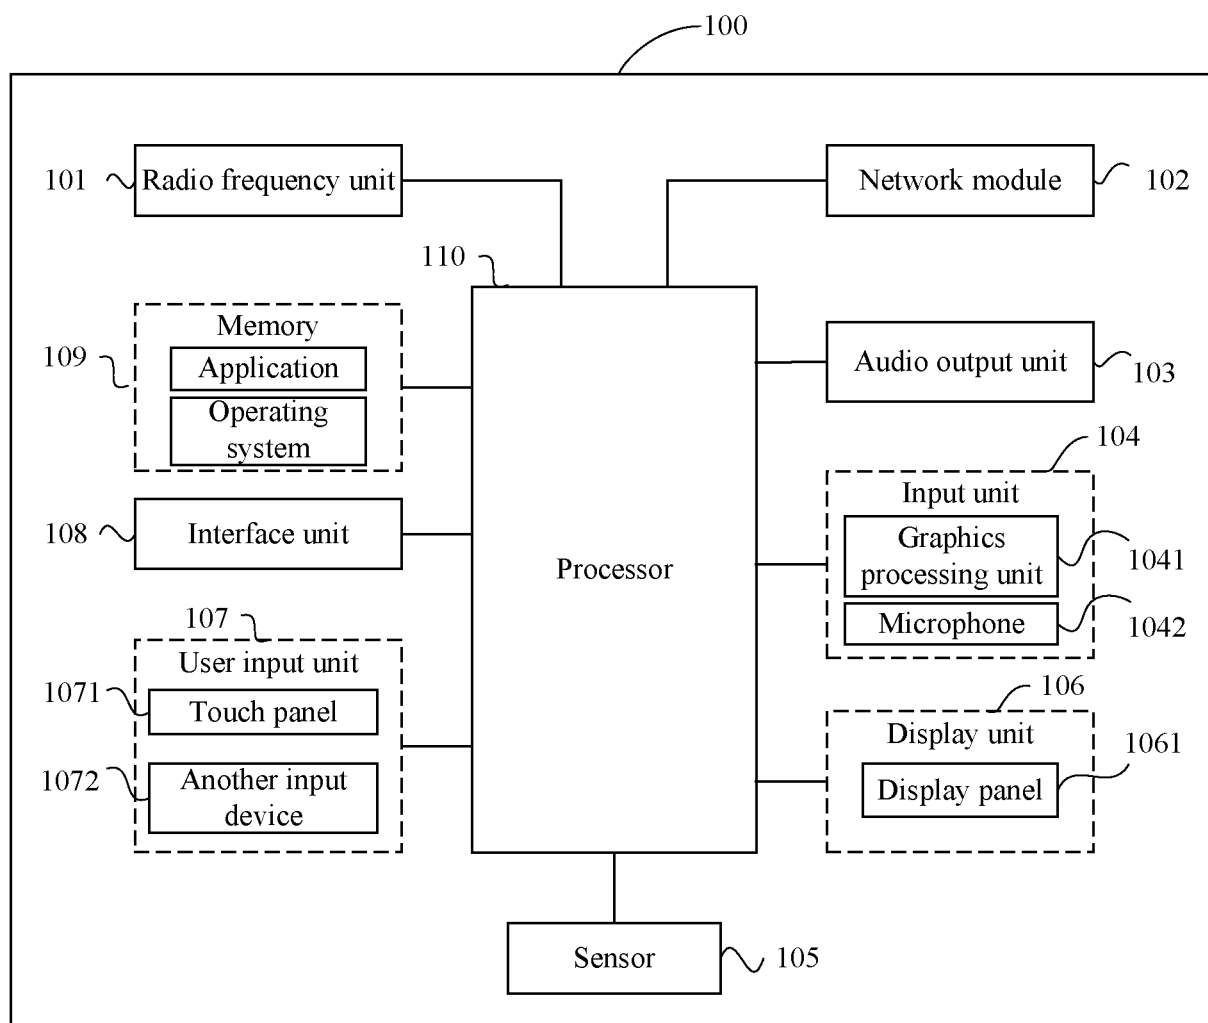 100
101
Radio frequency unit
Network module
102
110
Memory
109
Application
Operating
system
Audio output unit
103
104
Input unit
Graphics
processing unit
1041
Microphone
1042
108
Interface unit
Processor
107
User input unit
1071
Touch panel
1072
Another input
device
106
Display unit
1061
Display panel
Sensor
105